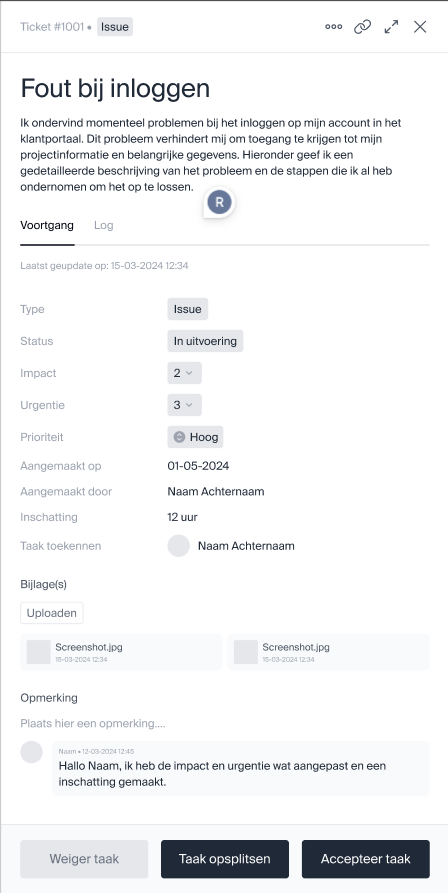 Ticket #1001 • Issue
Fout bij inloggen
Ik ondervind momenteel problemen bij het inloggen op mijn account in het
klantportaal. Dit probleem verhindert mij om toegang te krijgen tot mijn
projectinformatie en belangrijke gegevens. Hieronder geef ik een
gedetailleerde beschrijving van het probleem en de stappen die ik al heb
ondernomen om het op te lossen.
R
Voortgang Log
Laatst geupdate op: 15-03-2024 12:34
Type Issue
Status In uitvoering
Impact 2
Urgentie 3
Prioriteit Hoog
Aangemaakt op 01-05-2024
Aangemaakt door Naam Achternaam
Inschatting 12 uur
Taak toekennen Naam Achternaam
Bijlage(s)
Uploaden
Screenshot.jpg Screenshot.jpg
15-03-2024 12:34 15-03-2024 12:34
Opmerking
Plaats hier een opmerking....
Naam • 12-03-2024 12:45
Hallo Naam, ik heb de impact en urgentie wat aangepast en een
inschatting gemaakt.
Weiger taak Taak opsplitsen Accepteer taak